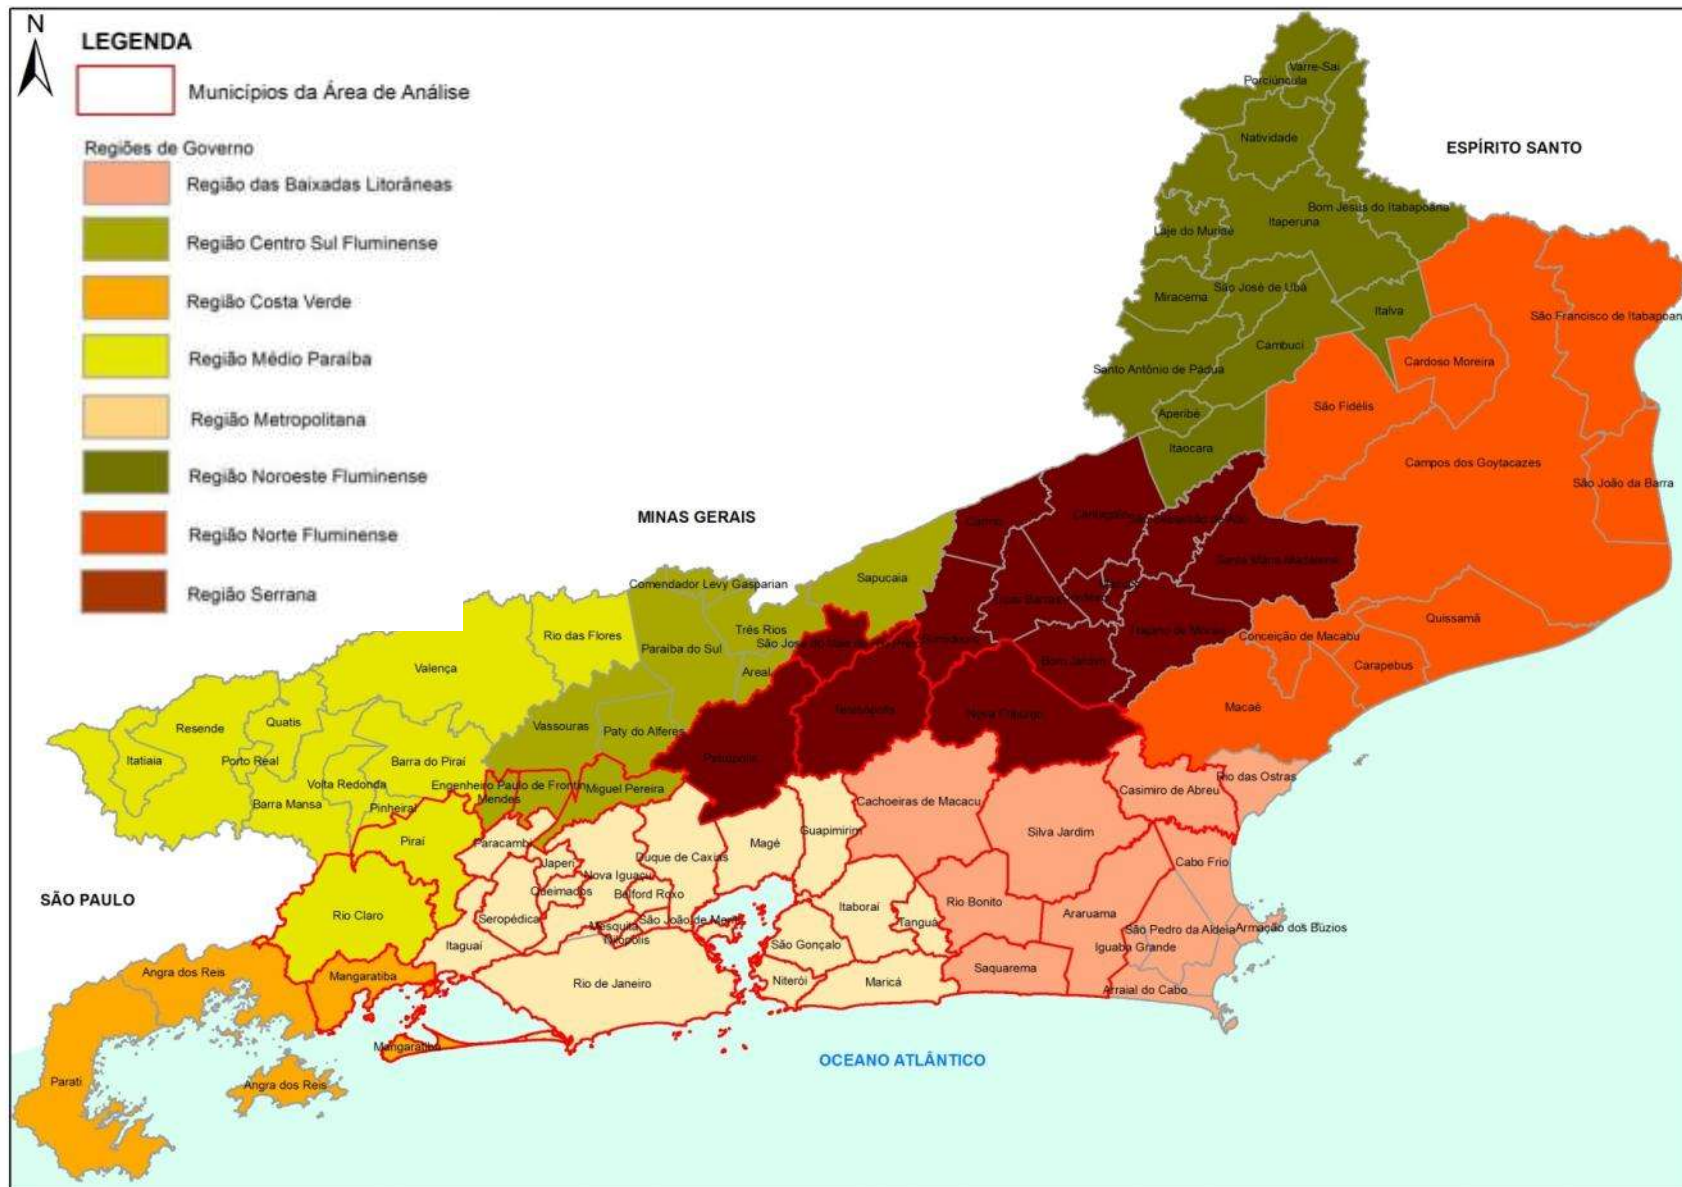 N
LEGENDA
Municípios da Área de Análise
Regiões de Governo
Região das Baixadas Litorâneas
Região Centro Sul Fluminense
Região Costa Verde
Região Médio Paraíba
Região Metropolitana
Região Noroeste Fluminense
Região Norte Fluminense
Região Serrana
ESPÍRITO SANTO
MINAS GERAIS
SÃO PAULO
OCEANO ATLÂNTICO
Varre-Sai
Porciúncula
Natividade
Bom Jesus do Itabapoana
Itaperuna
Laje do Muriaé
São José de Ubá
Miracema
Italva
São Francisco de Itabapoan
Cambuci
Cardoso Moreira
Santo Antônio de Pádua
São Fidélis
Aperibé
Itaocara
Campos dos Goytacazes
São João da Barra
Carmo
Cantagalo
Santa Maria Madalena
Sapucaia
Comendador Levy Gasparian
Três Rios
Rio das Flores
Paraíba do Sul
Areal
Valença
Trajano de Morais
Bom Jardim
Conceição de Macabu
Quissamã
Carapebus
Macaé
Nova Friburgo
Teresópolis
Petrópolis
Resende
Quatis
Itatiaia
Porto Real
Barra do Piraí
Vassouras
Paty do Alferes
Volta Redonda
Barra Mansa
Pinheiral
Engenheiro Paulo de Frontin
Mendes
Miguel Pereira
Rio das Ostras
Casimiro de Abreu
Cachoeiras de Macacu
Silva Jardim
Cabo Frio
Piraí
Paracambi
Japeri
Duque de Caxias
Magé
Guapimirim
Nova Iguaçu
Queimados
Belford Roxo
Rio Claro
Seropédica
Mesquita
São João de Meriti
Nilópolis
Itaguaí
Itaboraí
Tanguá
Rio Bonito
Araruama
São Pedro da Aldeia
Armação dos Búzios
Iguaba Grande
São Gonçalo
Saquarema
Niterói
Maricá
Arraial do Cabo
Rio de Janeiro
Angra dos Reis
Mangaratiba
Mangaratiba
Parati
Angra dos Reis